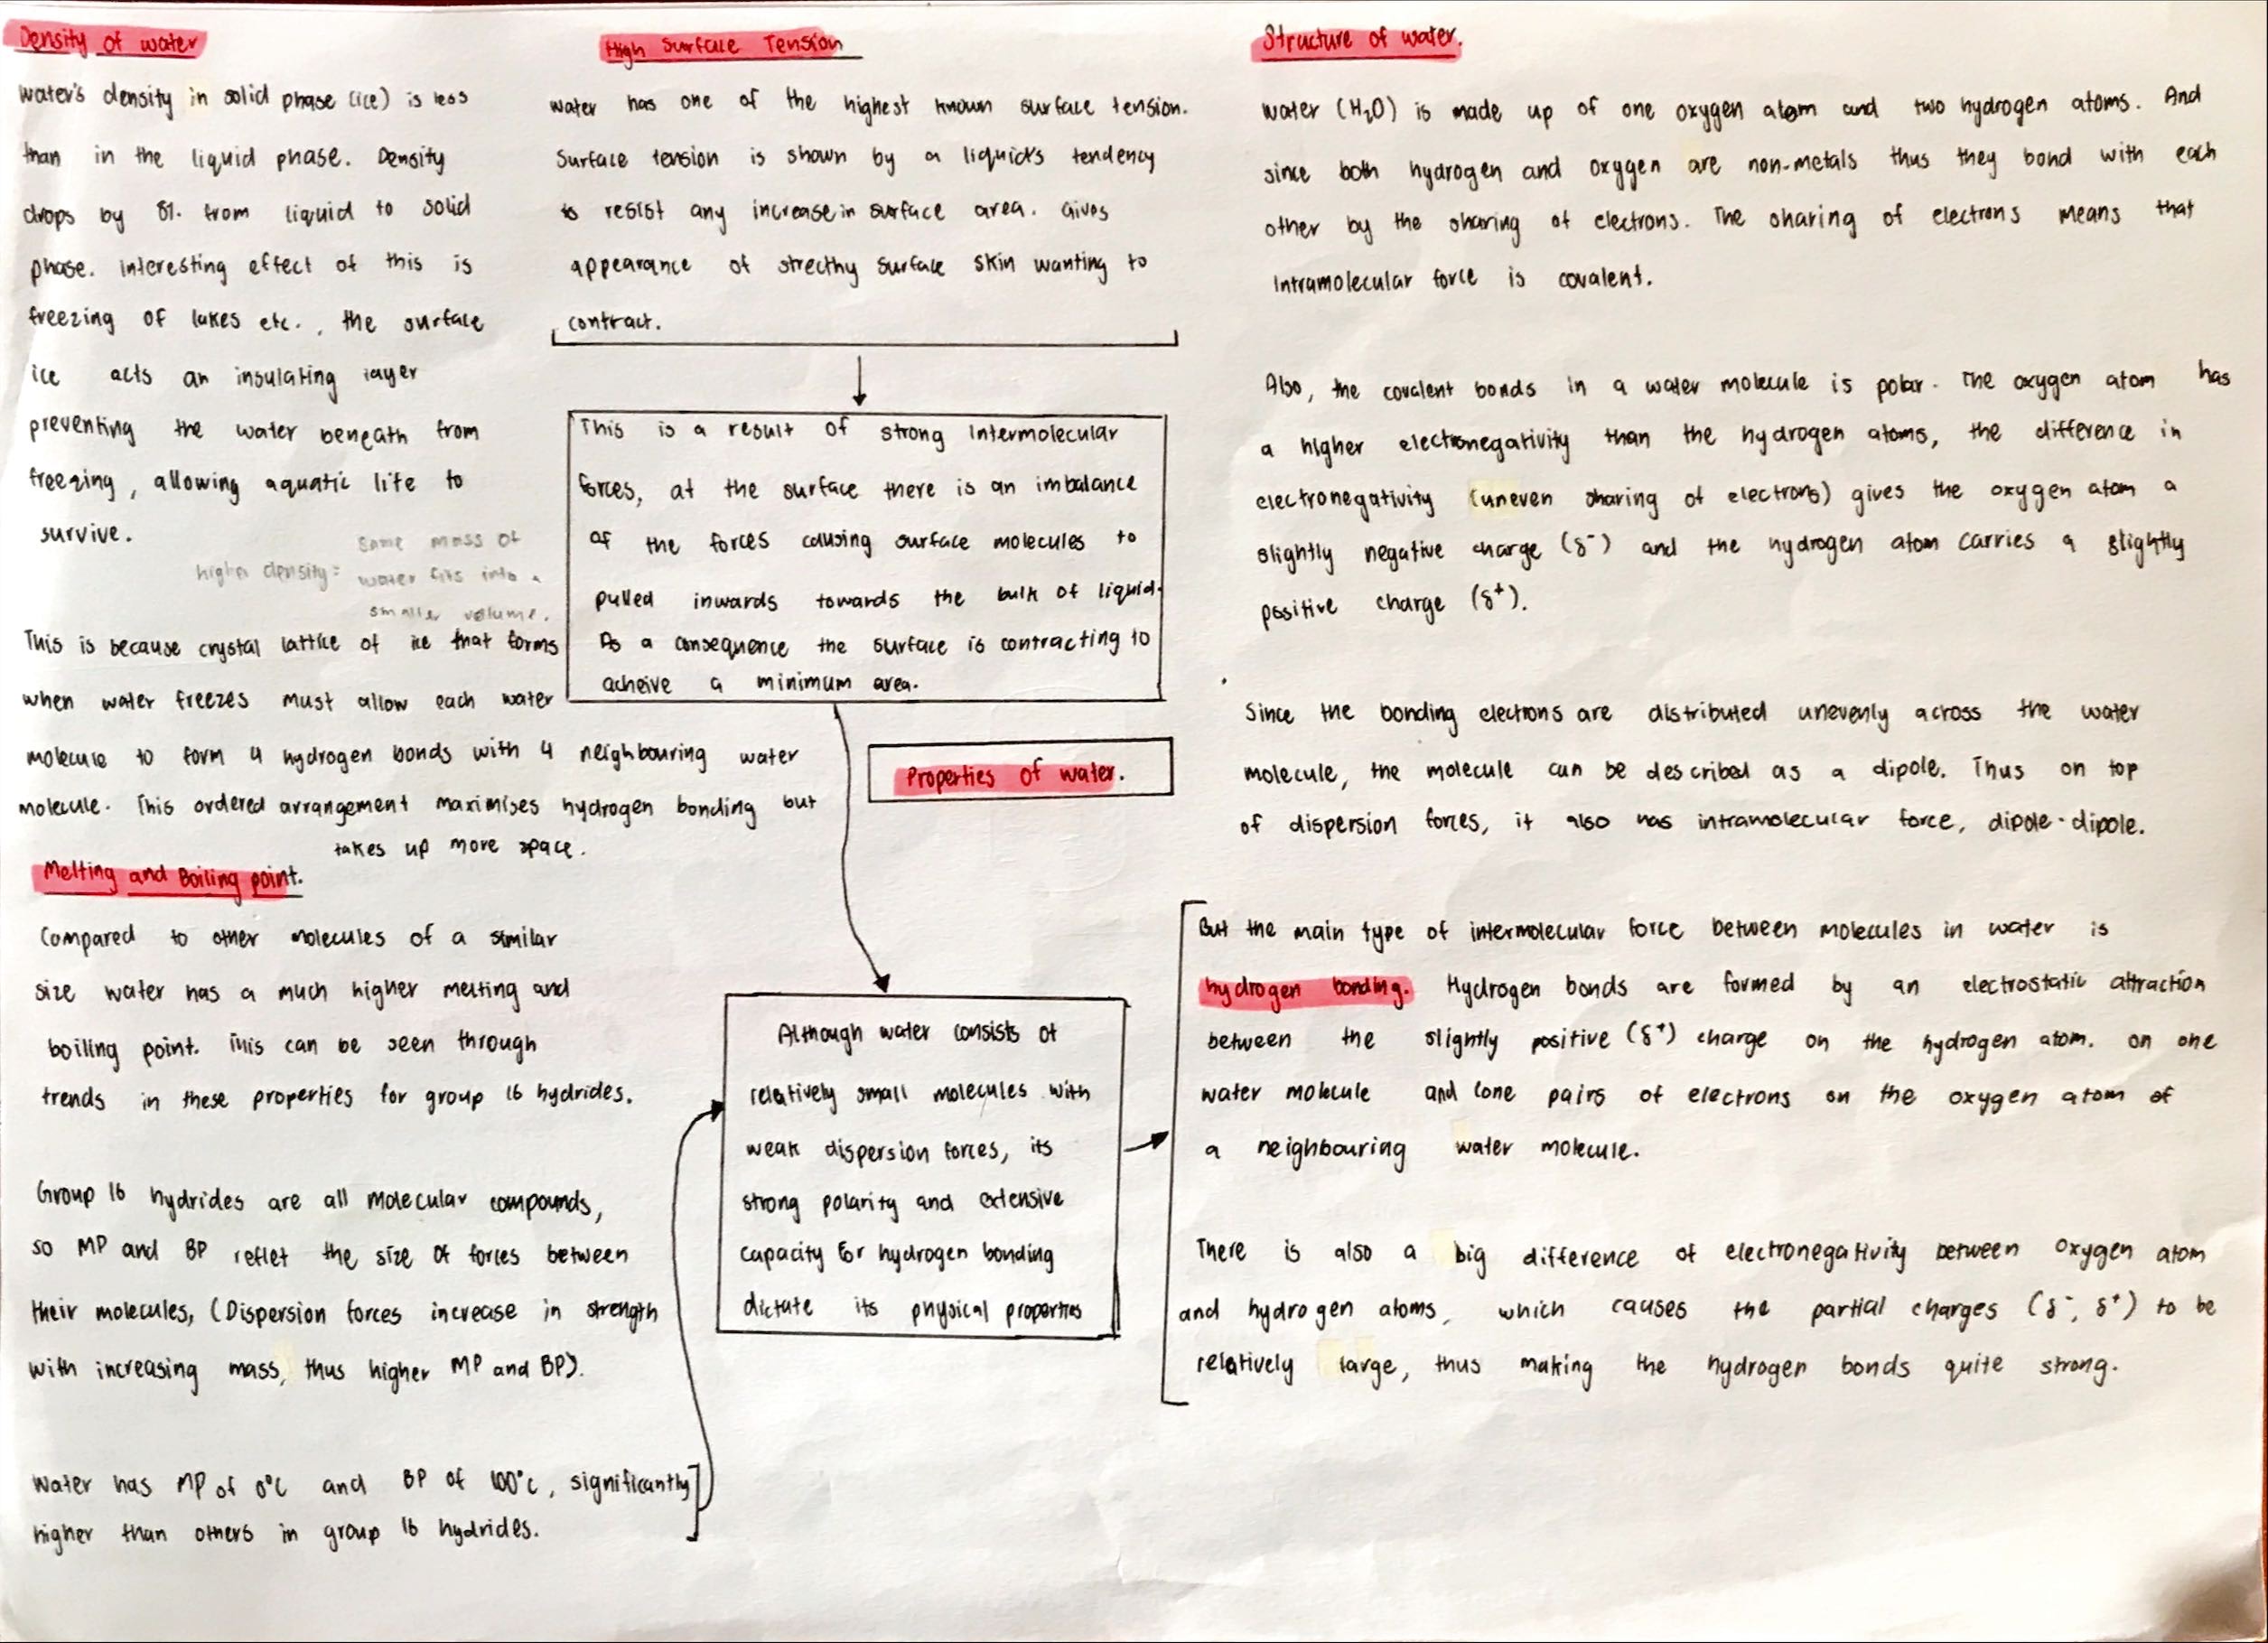 Density of water
Water's density in solid phase (ice) is less
than in the liquid phase. Density
drops by 8%. from liquid to solid
phase. Interesting effect of this is
freezing of lakes etc., the surface
ice acts an insulating layer
preventing the water beneath from
freezing, allowing aquatic life to
survive.
higher density = same mass of
water fits into a
smaller volume.
This is because crystal lattice of ice that forms
when water freezes must allow each water
molecule to form 4 hydrogen bonds with 4 neighbouring water
molecule. This ordered arrangement maximises hydrogen bonding but
takes up more space.
Melting and Boiling point.
Compared to other molecules of a similar
size water has a much higher melting and
boiling point. This can be seen through
trends in these properties for group 16 hydrides.
Group 16 hydrides are all molecular compounds,
so MP and BP reflet the size of forces between
their molecules, (Dispersion forces increase in strength
with increasing mass, thus higher MP and BP).
Water has MP of 0°C and BP of 100°C, significantly
higher than others in group 16 hydrides.
High Surface Tension
water has one of the highest known surface tension.
Surface tension is shown by a liquid's tendency
to resist any increase in surface area. Gives
appearance of strecthy surface skin wanting to
contract.
This is a result of strong Intermolecular
forces, at the surface there is an imbalance
of the forces causing surface molecules to
pulled inwards towards the bulk of liquid.
As a consequence the surface is contracting to
acheive a minimum area.
Properties of water.
Although water consists of
relatively small molecules with
weak dispersion forces, its
strong polarity and extensive
capacity for hydrogen bonding
dictate its physical properties
Structure of water.
Water (H₂O) is made up of one oxygen atom and two hydrogen atoms. And
since both hydrogen and oxygen are non-metals thus they bond with each
other by the sharing of electrons. The sharing of electrons means that
Intramolecular force is covalent.
Also, the covalent bonds in a water molecule is polar. The oxygen atom has
a higher electronegativity than the hydrogen atoms, the difference in
electronegativity (uneven sharing of electrons) gives the oxygen atom a
slightly negative charge (δ⁻) and the hydrogen atom carries a slightly
positive charge (δ⁺).
Since the bonding electrons are distributed unevenly across the water
molecule, the molecule can be described as a dipole. Thus on top
of dispersion forces, it also has intramolecular force, dipole-dipole.
But the main type of intermolecular force between molecules in water is
hydrogen bonding. Hydrogen bonds are formed by an electrostatic attraction
between the slightly positive (δ⁺) charge on the hydrogen atom. on one
water molecule and lone pairs of electrons on the oxygen atom of
a neighbouring water molecule.
There is also a big difference of electronegativity between oxygen atom
and hydrogen atoms, which causes the partial charges (δ⁻, δ⁺) to be
relatively large, thus making the hydrogen bonds quite strong.